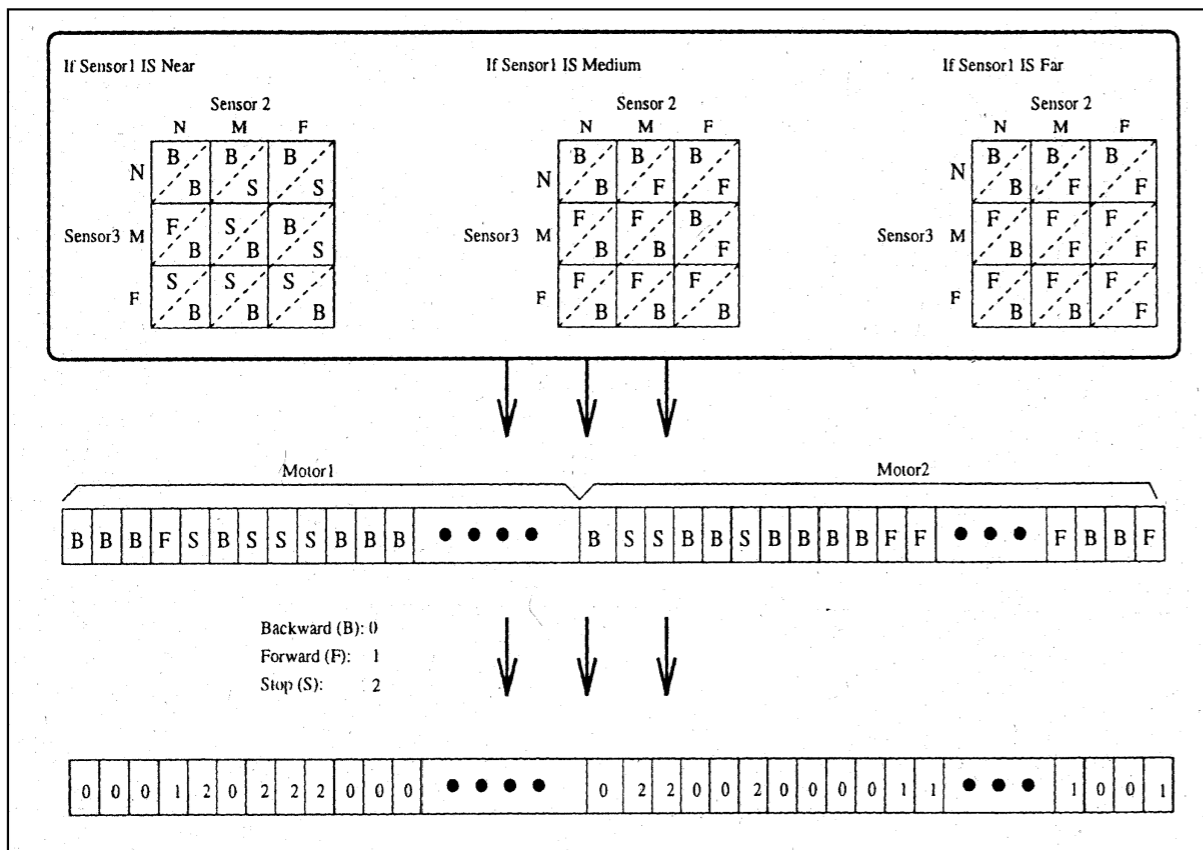 If Sensor1 IS Near
If Sensor1 IS Medium
If Sensor1 IS Far
Sensor 2
Sensor 2
Sensor 2
N M F
N M F
N M F
N B B B B S B S
N B B B F B F
N B B B F B F
Sensor3 M F B S B B S
Sensor3 M F B F B B F
Sensor3 M F B F F F F
F S B S B S B
F F B F B F B
F F B F B F F
Motor1
Motor2
B B B F S B S S S B B B
B S S B B S B B B B F F
F B B F
Backward (B): 0
Forward (F): 1
Stop (S): 2
0 0 0 1 2 0 2 2 2 0 0 0
0 2 2 0 0 2 0 0 0 0 1 1
1 0 0 1